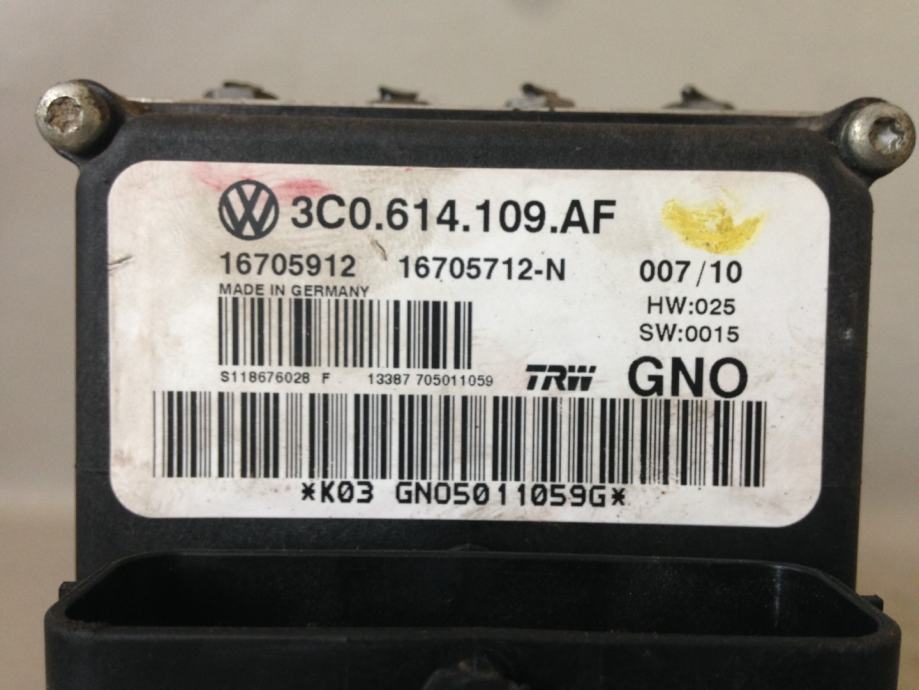 3C0.614.109.AF
16705912 16705712-N 007/10
MADE IN GERMANY HW:025
SW:0015
S118676028 F 13387 705011059 TRW GNO
*K03 GNO5011059G*